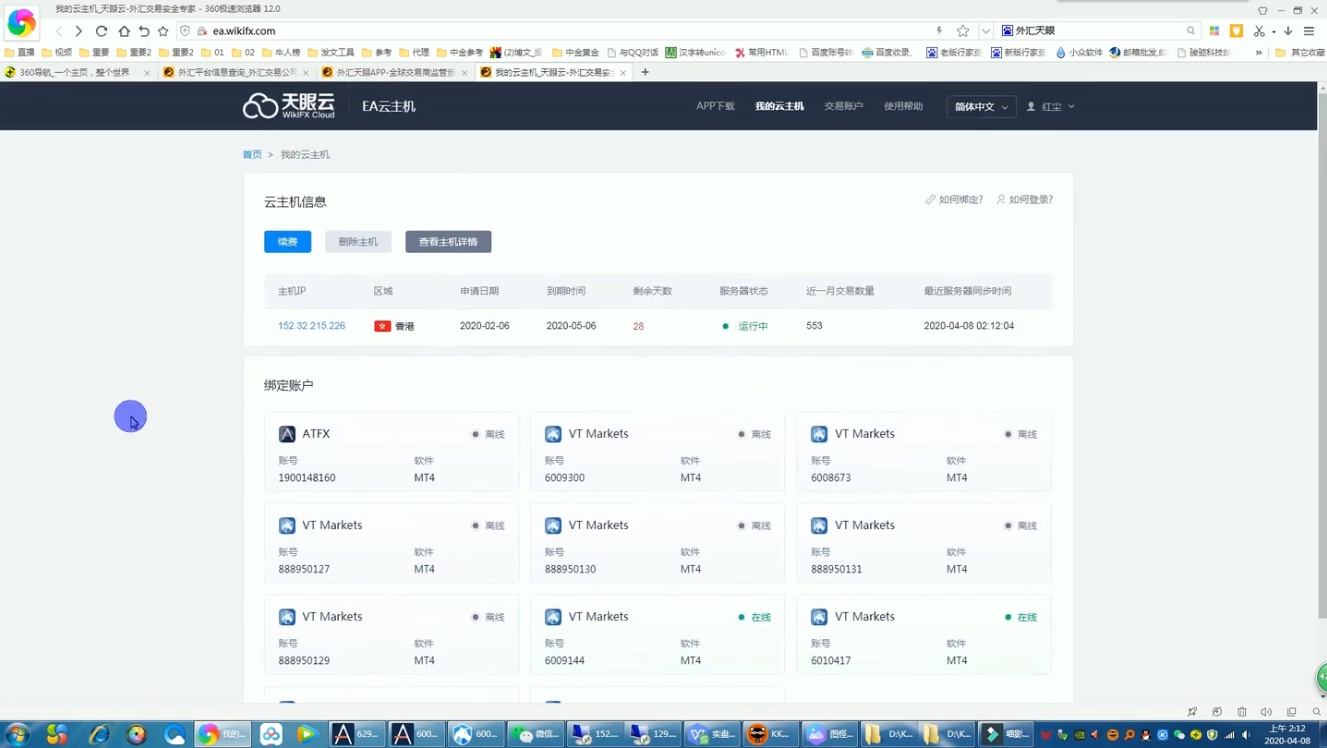 我的云主机_天眼云-外汇交易安全专家 - 360极速浏览器 12.0
ea.wikifx.com
外汇天眼
直播 视频 重要 重要2 重要2 01 02 牛人榜 发文工具 参考 代理 中金参考 (2)博文_ 中金黄金 与QQ对话 汉字转unic 常用HTML 百度账号 百度收录 老版行家 新版行家 小众软件 邮箱批发 骏懿科技 其它收藏
360导航_一个主页，整个世界
外汇平台信息查询_外汇交易公司
外汇天眼APP-全球交易商监管
我的云主机_天眼云-外汇交易安
天眼云
WikiFX Cloud
EA云主机
APP下载 我的云主机 交易账户 使用帮助 简体中文 红尘
首页 > 我的云主机
云主机信息
如何绑定? 如何登录?
续费 删除主机 查看主机详情
主机IP 区域 申请日期 到期时间 剩余天数 服务器状态 近一月交易数量 最近服务器同步时间
152.32.215.226 香港 2020-02-06 2020-05-06 28 运行中 553 2020-04-08 02:12:04
绑定账户
ATFX 离线 VT Markets 离线 VT Markets 离线
账号 软件 账号 软件 账号 软件
1900148160 MT4 6009300 MT4 6008673 MT4
VT Markets 离线 VT Markets 离线 VT Markets 离线
账号 软件 账号 软件 账号 软件
888950127 MT4 888950130 MT4 888950131 MT4
VT Markets 离线 VT Markets 在线 VT Markets 在线
账号 软件 账号 软件 账号 软件
888950129 MT4 6009144 MT4 6010417 MT4
我的... 629... 600... 600... 微信... 152... 129... 实盘... KK... 图怪... D:\K... D:\K... 喵影...
上午 2:12
2020-04-08